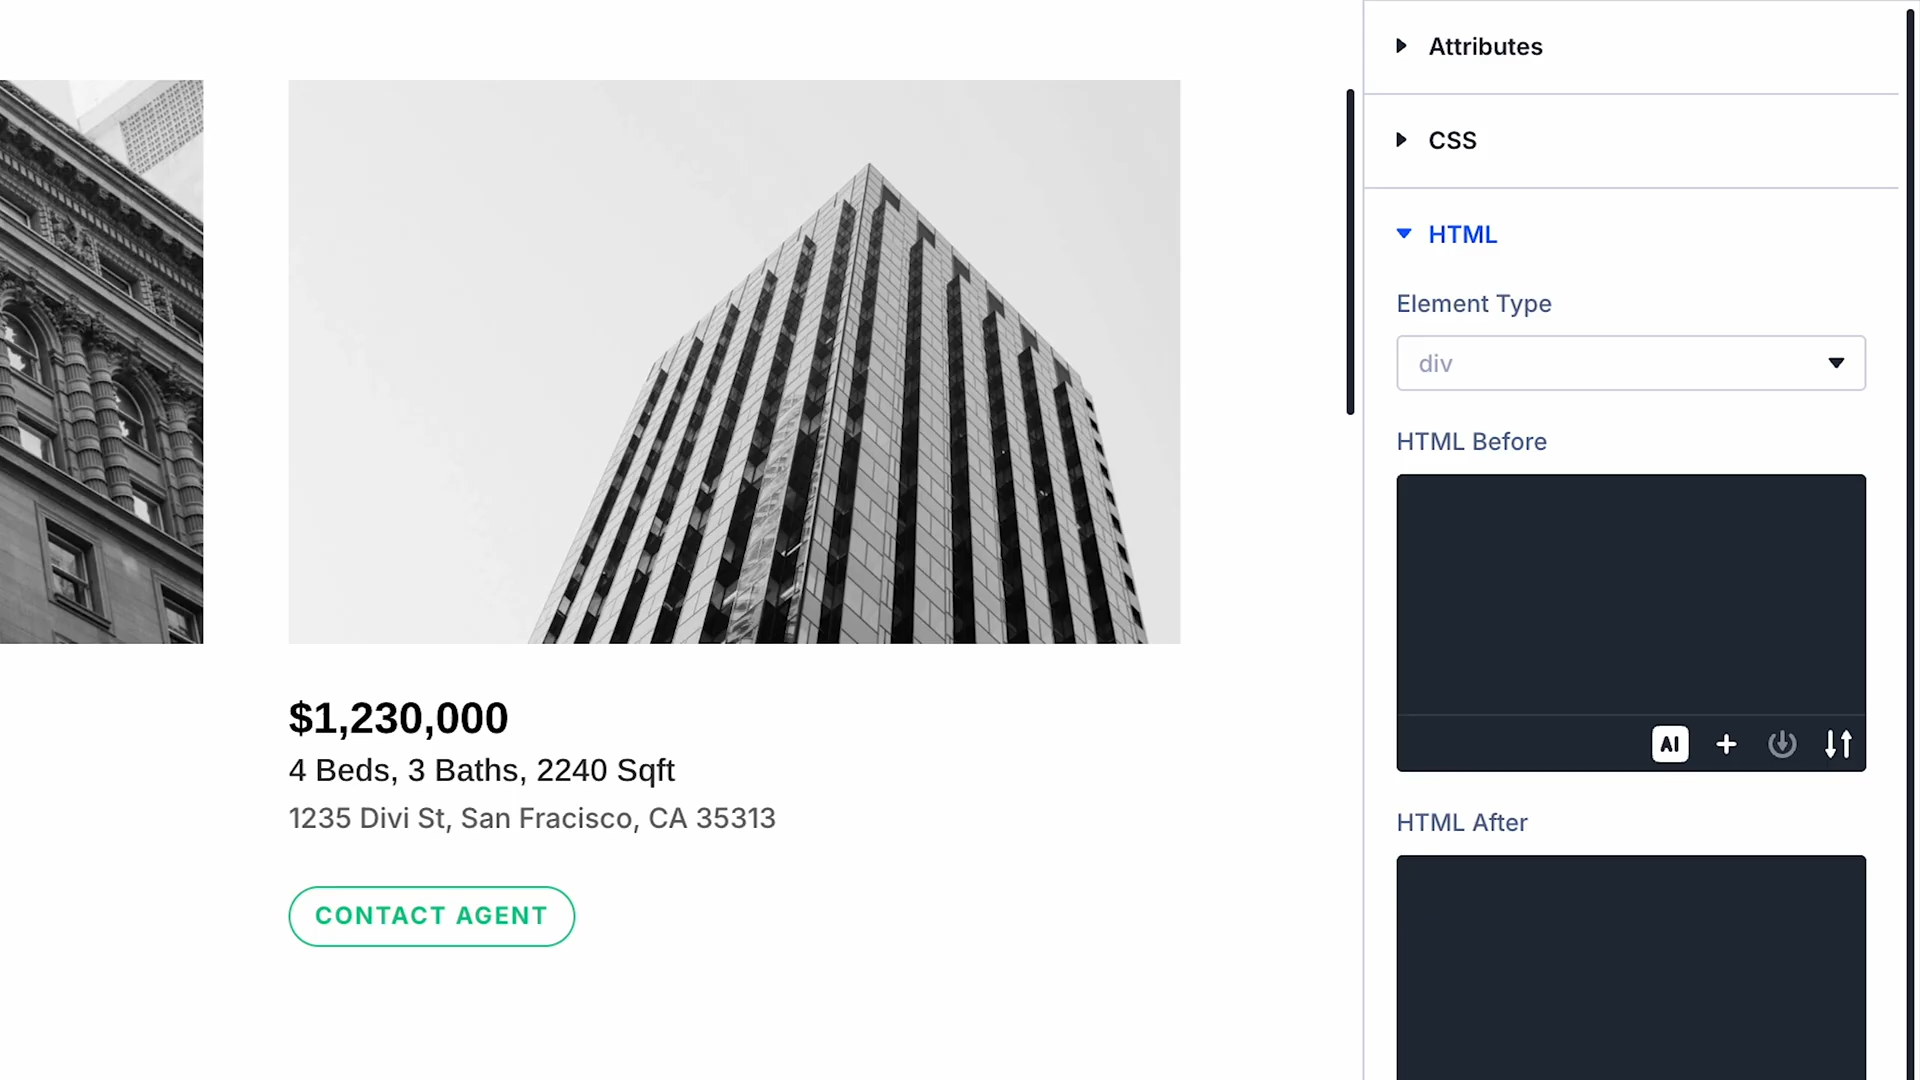 $1,230,000
4 Beds, 3 Baths, 2240 Sqft
1235 Divi St, San Fracisco, CA 35313
CONTACT AGENT
Attributes
CSS
HTML
Element Type
div
HTML Before
AI
HTML After